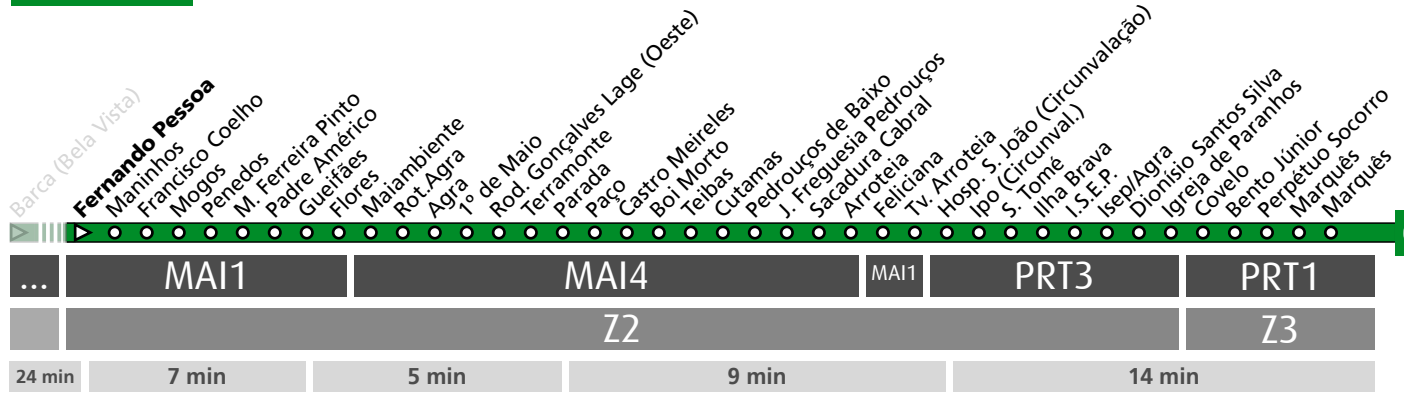 Barca (Bela Vista)
Fernando Pessoa
Maninhos
Francisco Coelho
Mogos
Penedos
M. Ferreira Pinto
Padre Américo
Gueifães
Flores
Maiambiente
Rot.Agra
Agra
1º de Maio
Rod. Gonçalves Lage (Oeste)
Terramonte
Parada
Paço
Castro Meireles
Boi Morto
Teibas
Cutamas
Pedrouços de Baixo
J. Freguesia Pedrouços
Sacadura Cabral
Arroteia
Feliciana
Tv. Arroteia
Hosp. S. João (Circunvalação)
Ipo (Circunval.)
S. Tomé
Ilha Brava
I.S.E.P.
Isep/Agra
Dionísio Santos Silva
Igreja de Paranhos
Covelo
Bento Júnior
Perpétuo Socorro
Marquês
Marquês
... MAI1 MAI4 MAI1 PRT3 PRT1
Z2 Z3
24 min 7 min 5 min 9 min 14 min